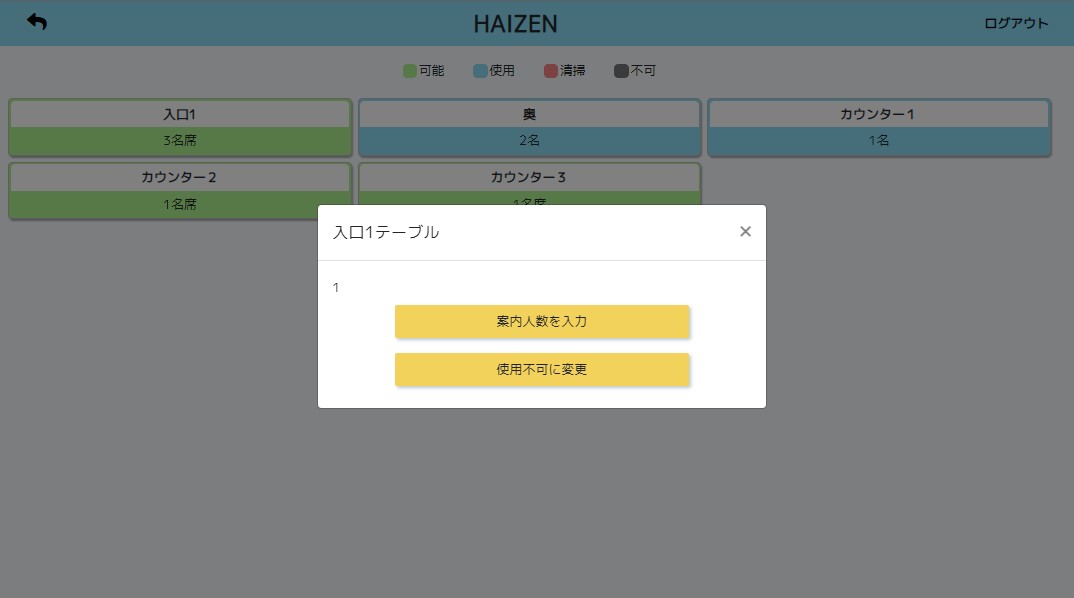 HAIZEN
ログアウト
可能 使用 清掃 不可
入口1 奥 カウンター1
3名席 2名 1名
カウンター2 カウンター3
1名席 1名席
入口1テーブル ×
1
案内人数を入力
使用不可に変更